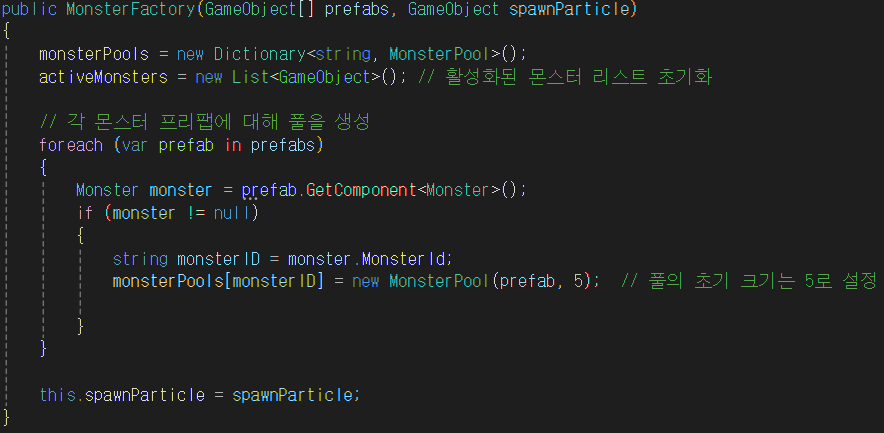 public MonsterFactory(GameObject[] prefabs, GameObject spawnParticle)
{
monsterPools = new Dictionary<string, MonsterPool>();
activeMonsters = new List<GameObject>(); // 활성화된 몬스터 리스트 초기화
// 각 몬스터 프리팹에 대해 풀을 생성
foreach (var prefab in prefabs)
{
Monster monster = prefab.GetComponent<Monster>();
if (monster != null)
{
string monsterID = monster.MonsterId;
monsterPools[monsterID] = new MonsterPool(prefab, 5); // 풀의 초기 크기는 5로 설정
}
}
this.spawnParticle = spawnParticle;
}